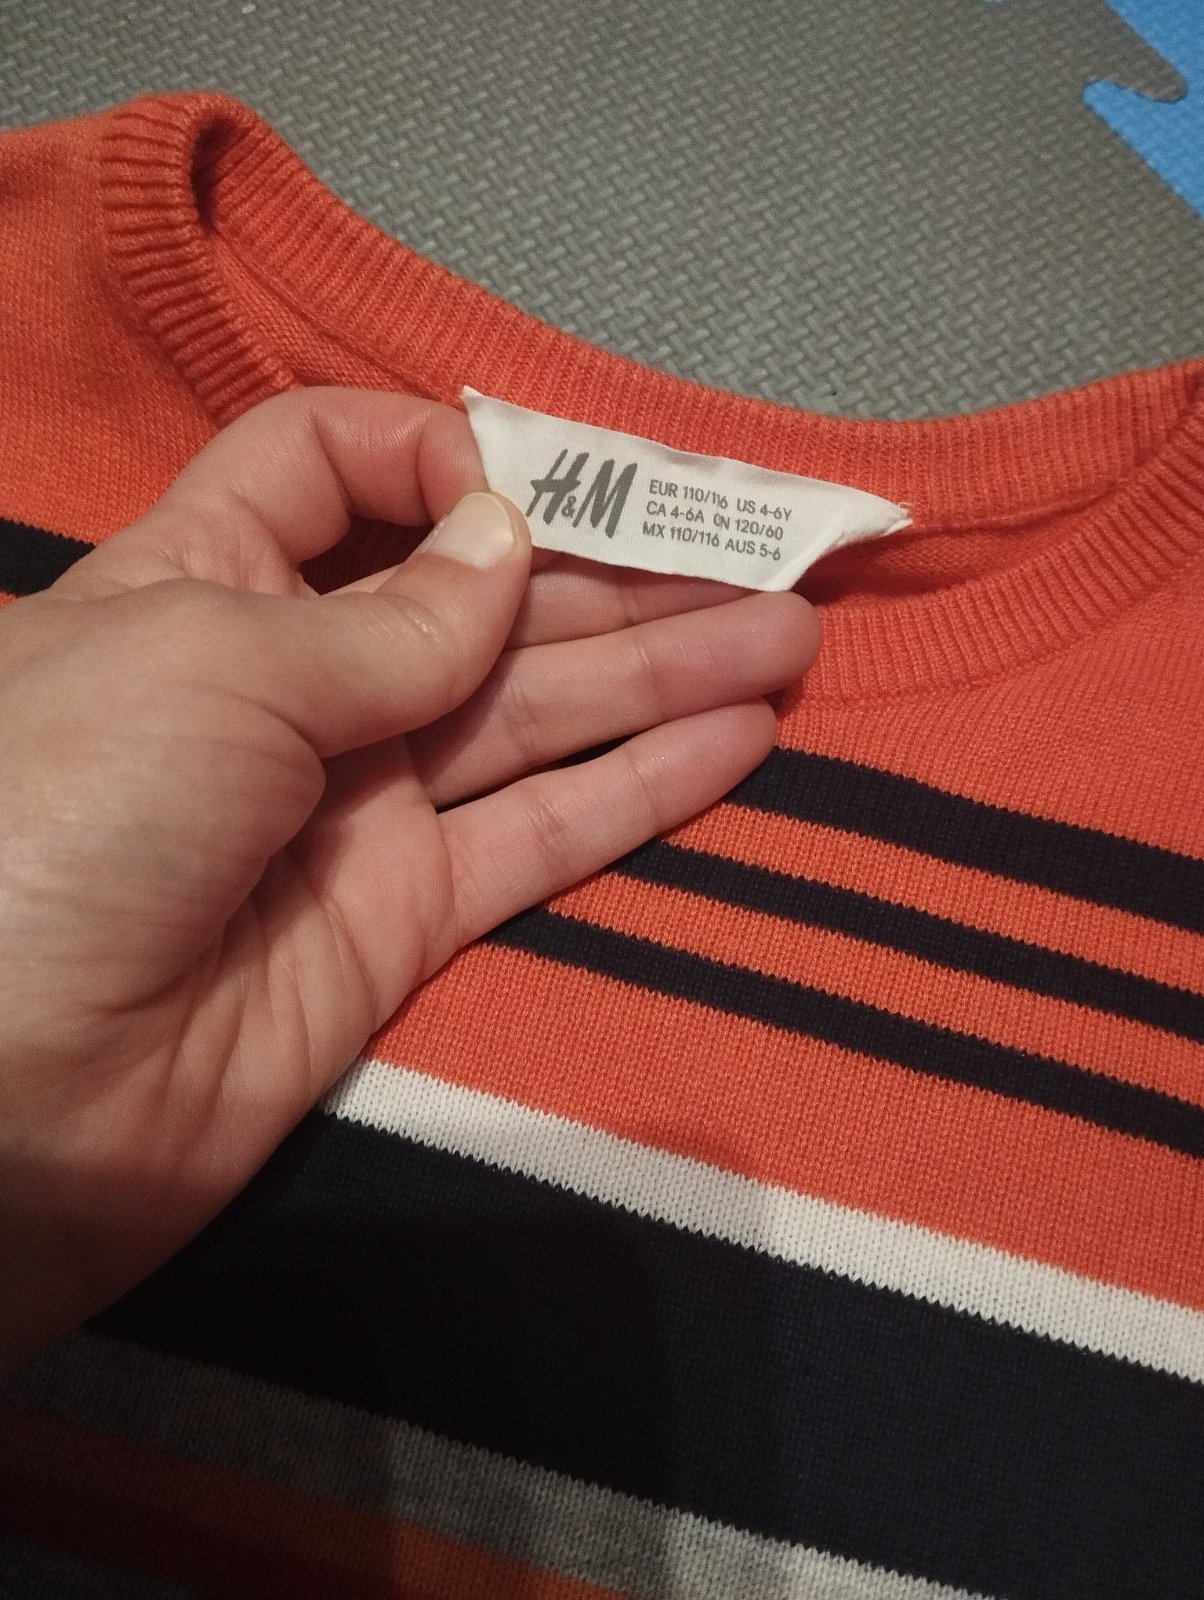 H&M
EUR 110/116 US 4-6Y
CA 4-6A CN 120/60
MX 110/116 AUS 5-6